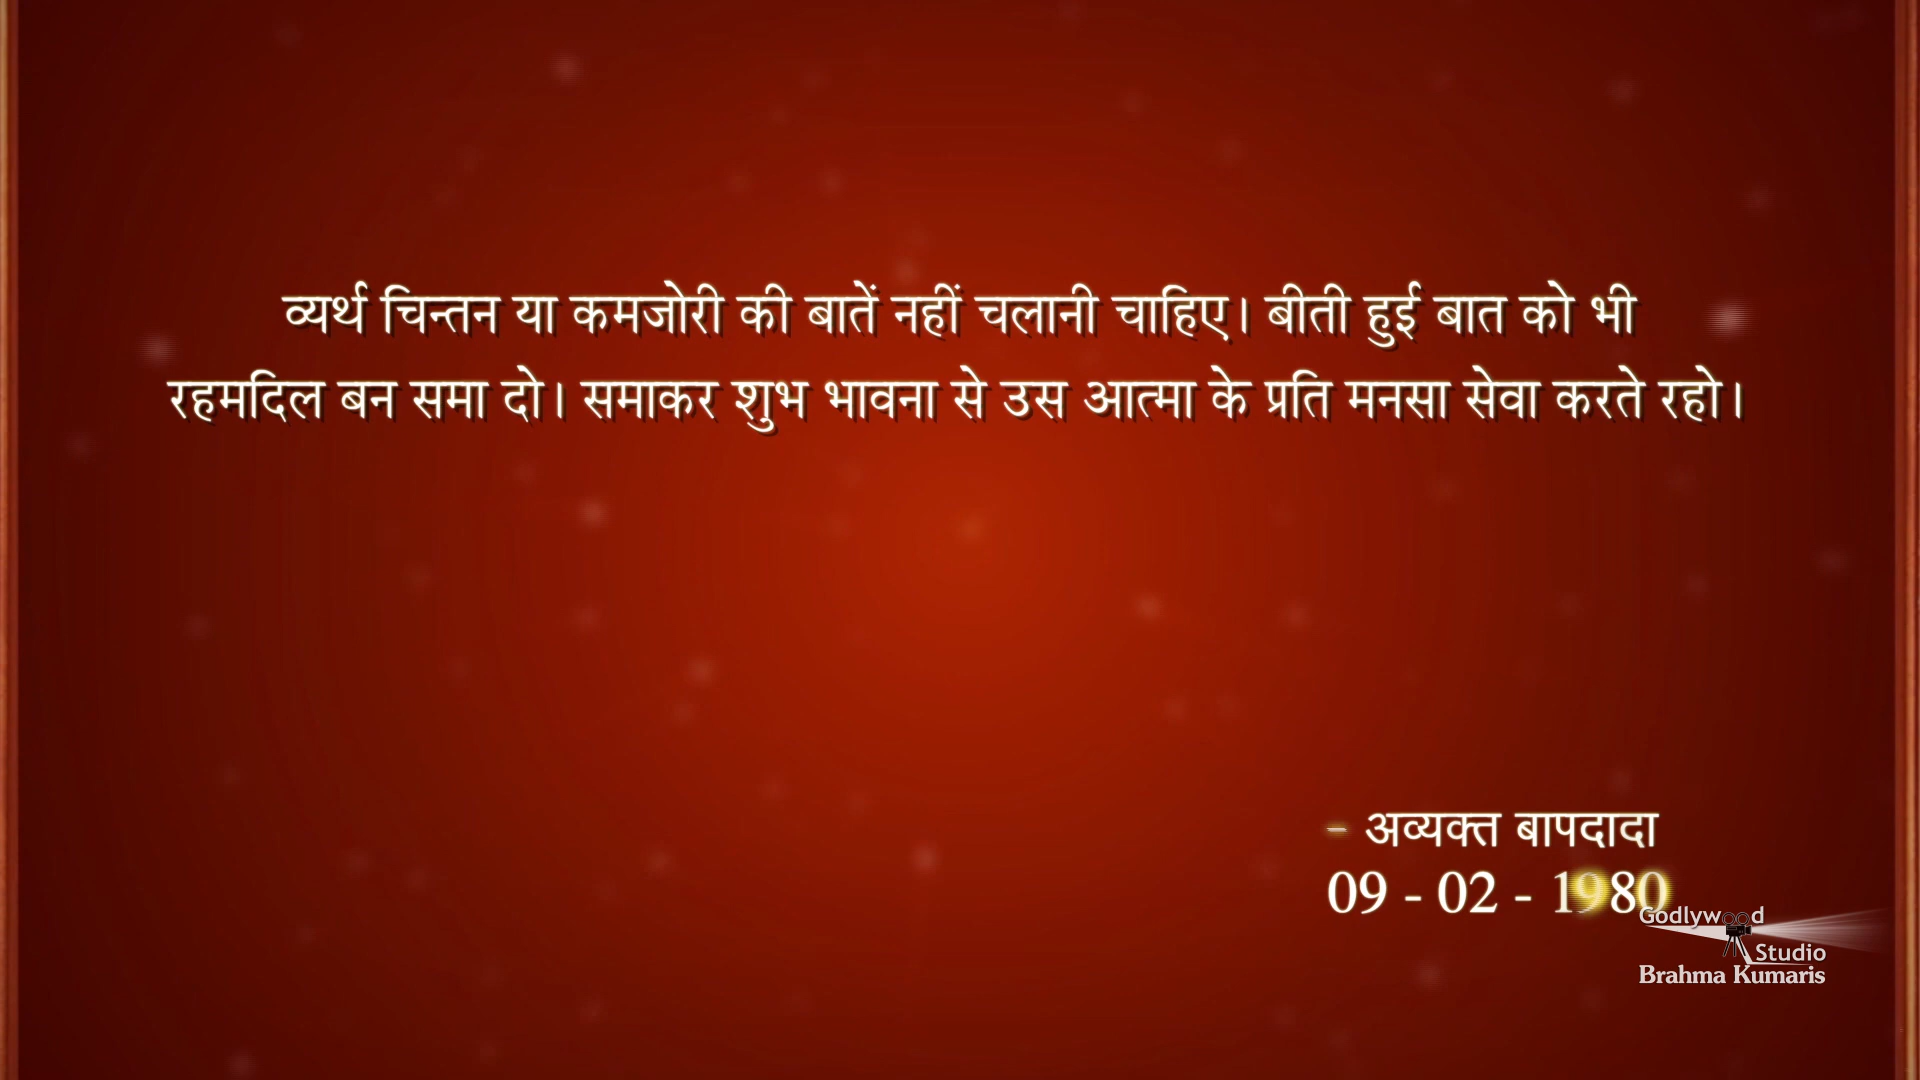 व्यर्थ चिन्तन या कमजोरी की बातें नहीं चलानी चाहिए। बीती हुई बात को भी
रहमदिल बन समा दो। समाकर शुभ भावना से उस आत्मा के प्रति मनसा सेवा करते रहो।
- अव्यक्त बापदादा
09 - 02 - 1980
Godlywood
Studio
Brahma Kumaris